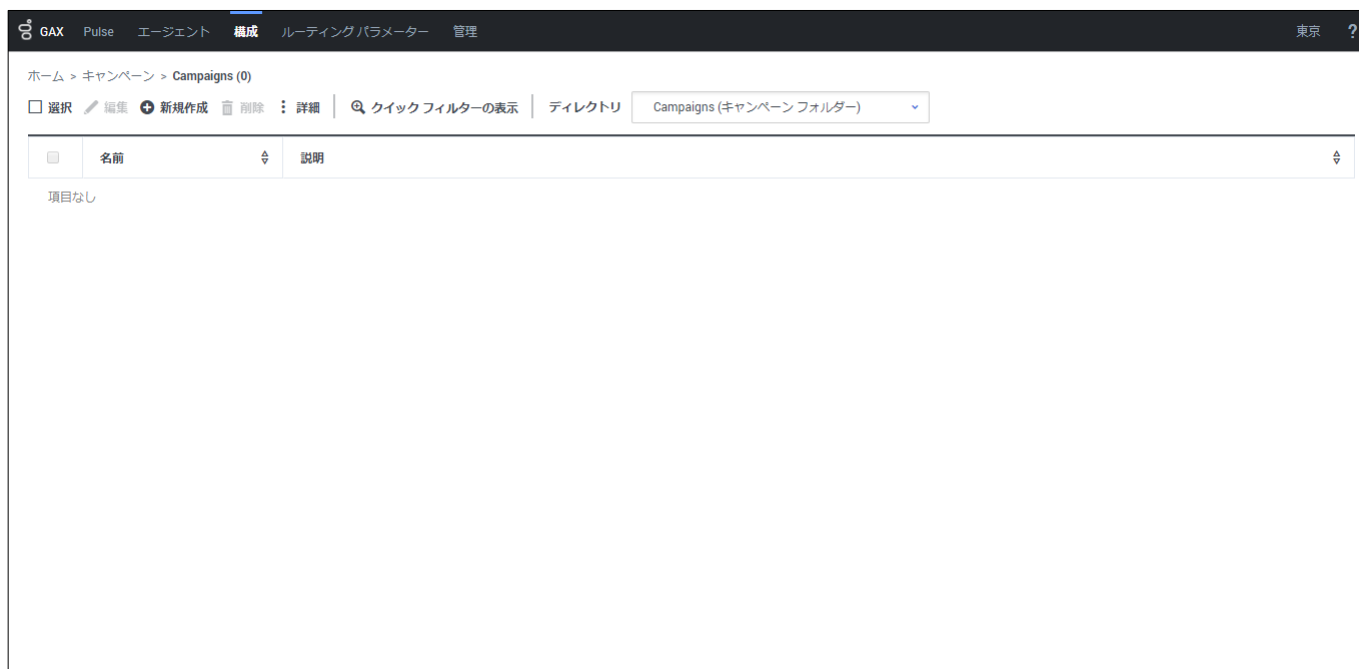 GAX Pulse エージェント 構成 ルーティング パラメーター 管理 東京 ?
ホーム > キャンペーン > Campaigns (0)
選択 編集 新規作成 削除 詳細 クイック フィルターの表示 ディレクトリ Campaigns (キャンペーン フォルダー)
名前 説明
項目なし